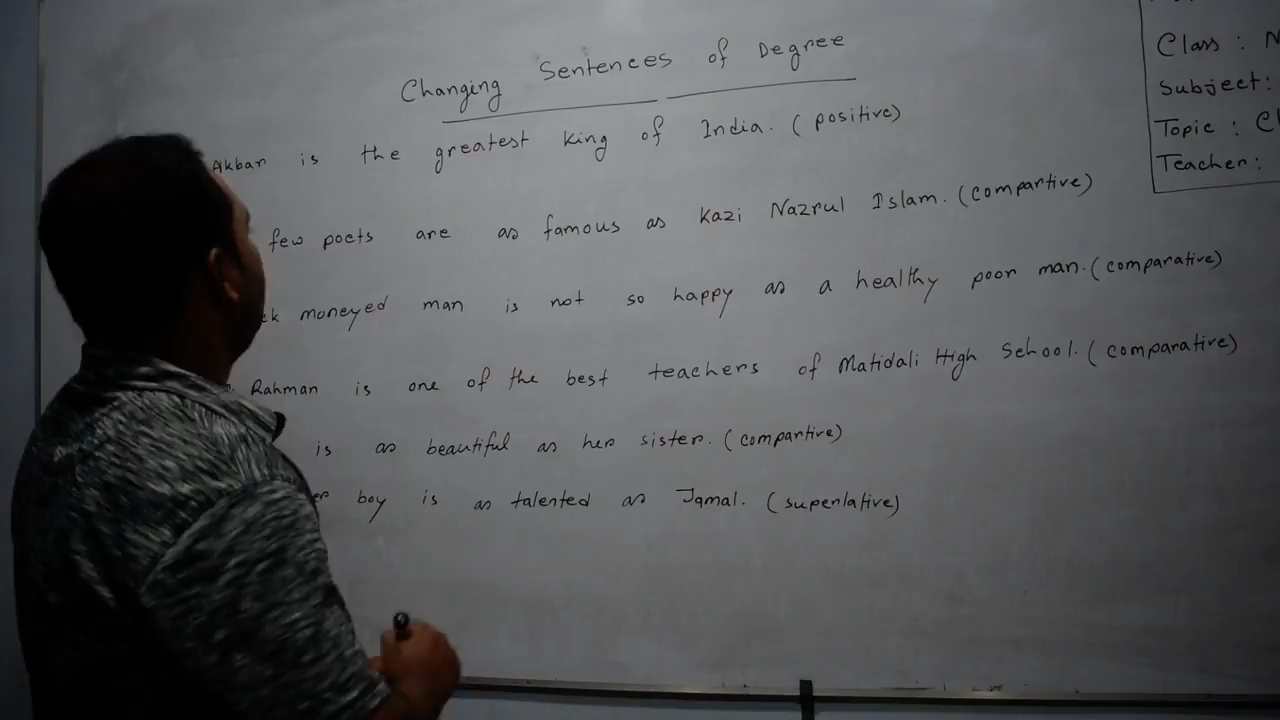 Changing Sentences of Degree
Akbar is the greatest king of India. (positive)
few poets are as famous as Kazi Nazrul Islam. (compartive)
moneyed man is not so happy as a healthy poor man. (comparative)
Rahman is one of the best teachers of Matidali High School. (comparative)
is as beautiful as her sister. (compartive)
boy is as talented as Jamal. (superlative)
Class :
Subject:
Topic :
Teacher: